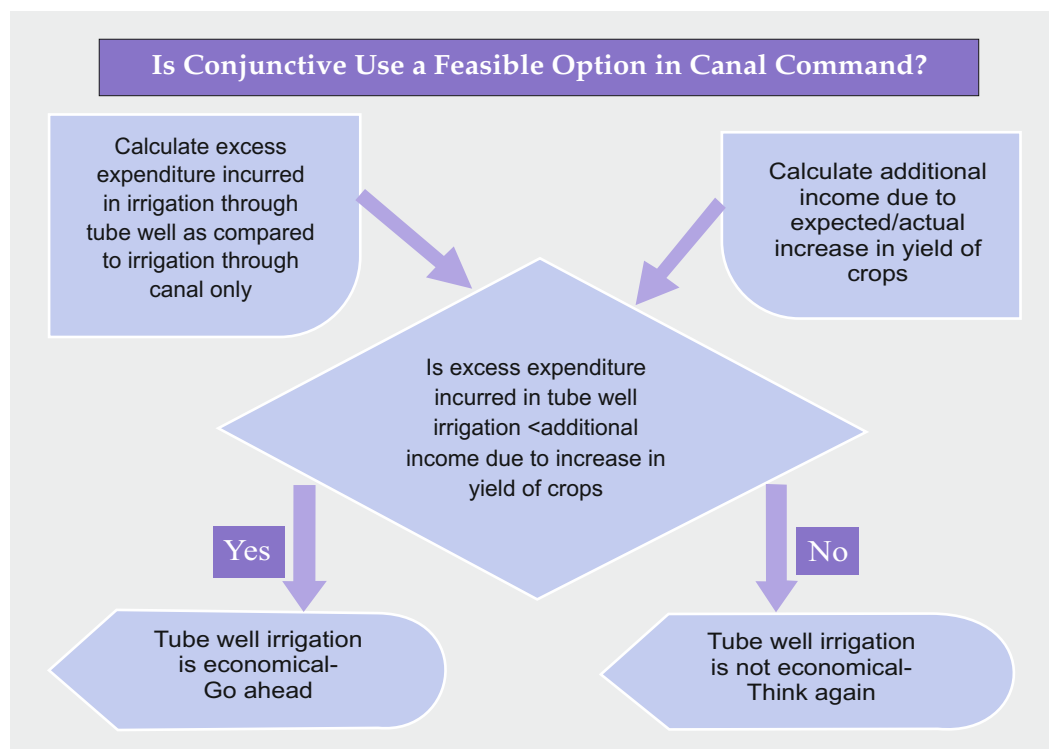 Is Conjunctive Use a Feasible Option in Canal Command?
Calculate excess
expenditure incurred
in irrigation through
tube well as compared
to irrigation through
canal only
Calculate additional
income due to
expected/actual
increase in yield of
crops
Is excess expenditure
incurred in tube well
irrigation <additional
income due to increase in
yield of crops
Yes
No
Tube well irrigation
is economical-
Go ahead
Tube well irrigation
is not economical-
Think again